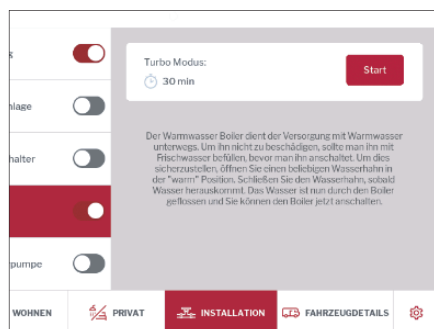 Turbo Modus:
30 min
Start
Der Warmwasser Boiler dient der Versorgung mit Warmwasser
unterwegs. Um ihn nicht zu beschädigen, sollte man ihn mit
Frischwasser befüllen, bevor man ihn anschaltet. Um dies
sicherzustellen, öffnen Sie einen beliebigen Wasserhahn in
der "warm" Position. Schließen Sie den Wasserhahn, sobald
Wasser herauskommt. Das Wasser ist nun durch den Boiler
geflossen und Sie können den Boiler jetzt anschalten.
g
nlage
halter
pumpe
WOHNEN
PRIVAT
INSTALLATION
FAHRZEUGDETAILS